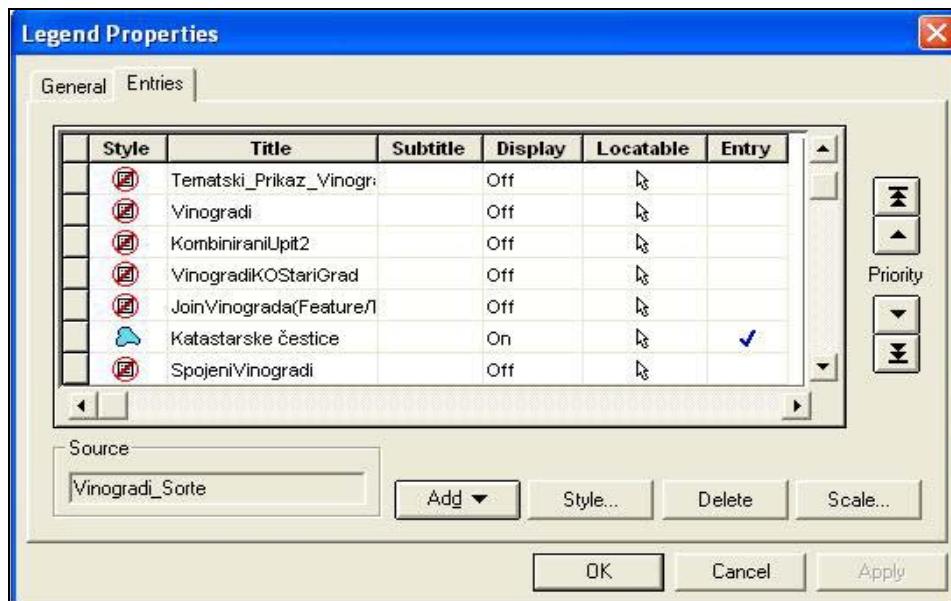 Legend Properties
General Entries
Style Title Subtitle Display Locatable Entry
Tematski_Prikaz_Vinogr Off
Vinogradi Off
KombiniraniUpit2 Off
VinogradiKOStariGrad Off
JoinVinograda(Feature/ Off
Katastarske čestice On
SpojeniVinogradi Off
Priority
Source
Vinogradi_Sorte
Add Style... Delete Scale...
OK Cancel Apply